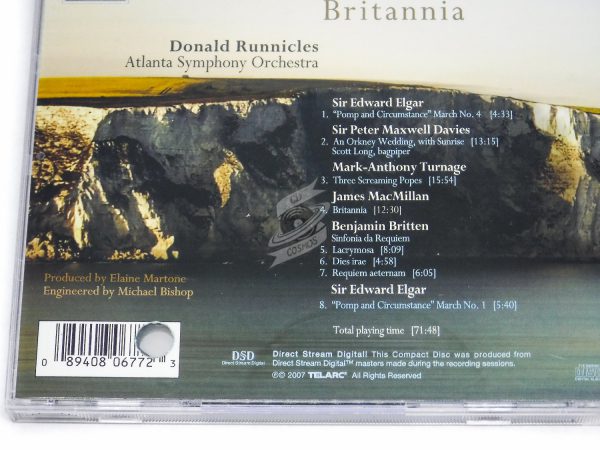 Britannia
Donald Runnicles
Atlanta Symphony Orchestra
Sir Edward Elgar
1. "Pomp and Circumstance" March No. 4 [4:33]
Sir Peter Maxwell Davies
2. An Orkney Wedding, with Sunrise [13:15]
Scott Long, bagpiper
Mark-Anthony Turnage
3. Three Screaming Popes [15:54]
James MacMillan
4. Britannia [12:30]
Benjamin Britten
Sinfonia da Requiem
5. Lacrymosa [8:09]
6. Dies irae [4:58]
7. Requiem aeternam [6:05]
Sir Edward Elgar
8. "Pomp and Circumstance" March No. 1 [5:40]
Total playing time [71:48]
CD
COSMOS
Produced by Elaine Martone
Engineered by Michael Bishop
0 89408 06772 3
DSD
Direct Stream Digital
Direct Stream Digital! This Compact Disc was produced from
Direct Stream Digital™ masters made during the recording sessions.
℗© 2007 TELARC® All Rights Reserved